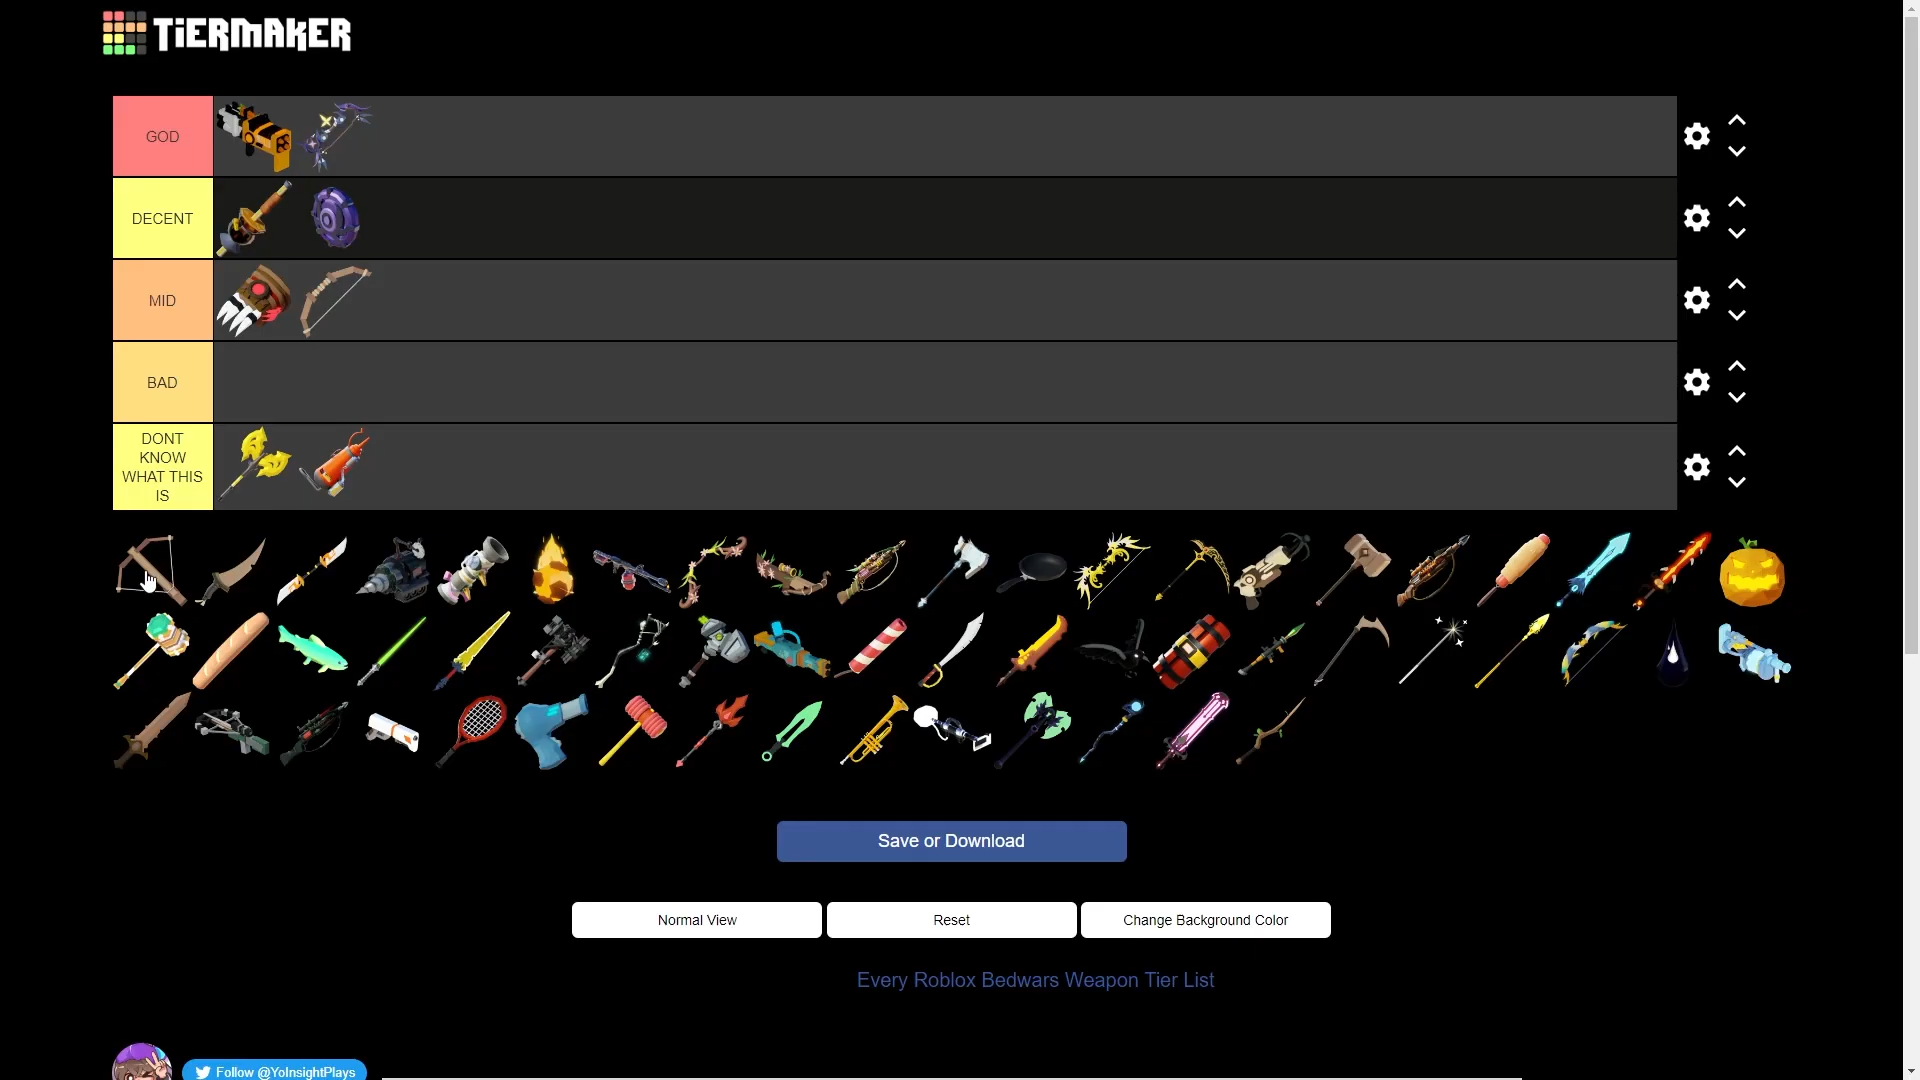 TiERMAKER
GOD
DECENT
MID
BAD
DONT
KNOW
WHAT THIS
IS
Save or Download
Normal View
Reset
Change Background Color
Every Roblox Bedwars Weapon Tier List
Follow @YoInsightPlays